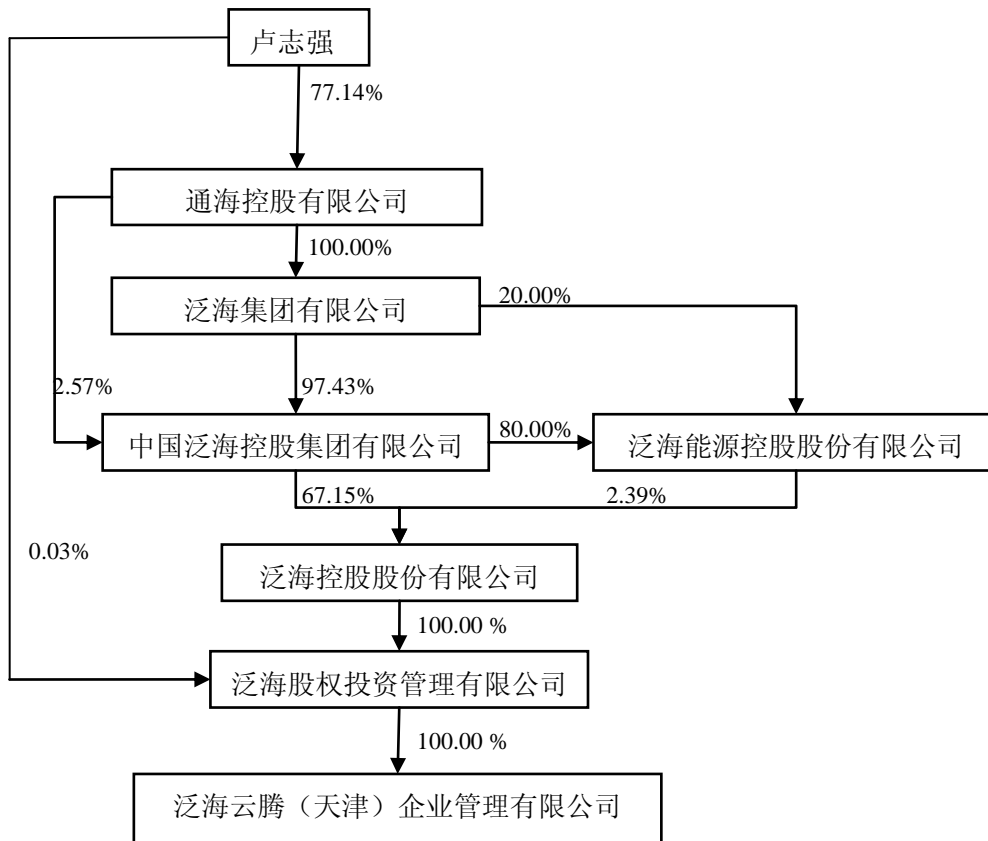 卢志强
77.14%
通海控股有限公司
100.00%
泛海集团有限公司
20.00%
2.57%
97.43%
中国泛海控股集团有限公司
80.00%
泛海能源控股股份有限公司
67.15%
2.39%
0.03%
泛海控股股份有限公司
100.00 %
泛海股权投资管理有限公司
100.00 %
泛海云腾（天津）企业管理有限公司